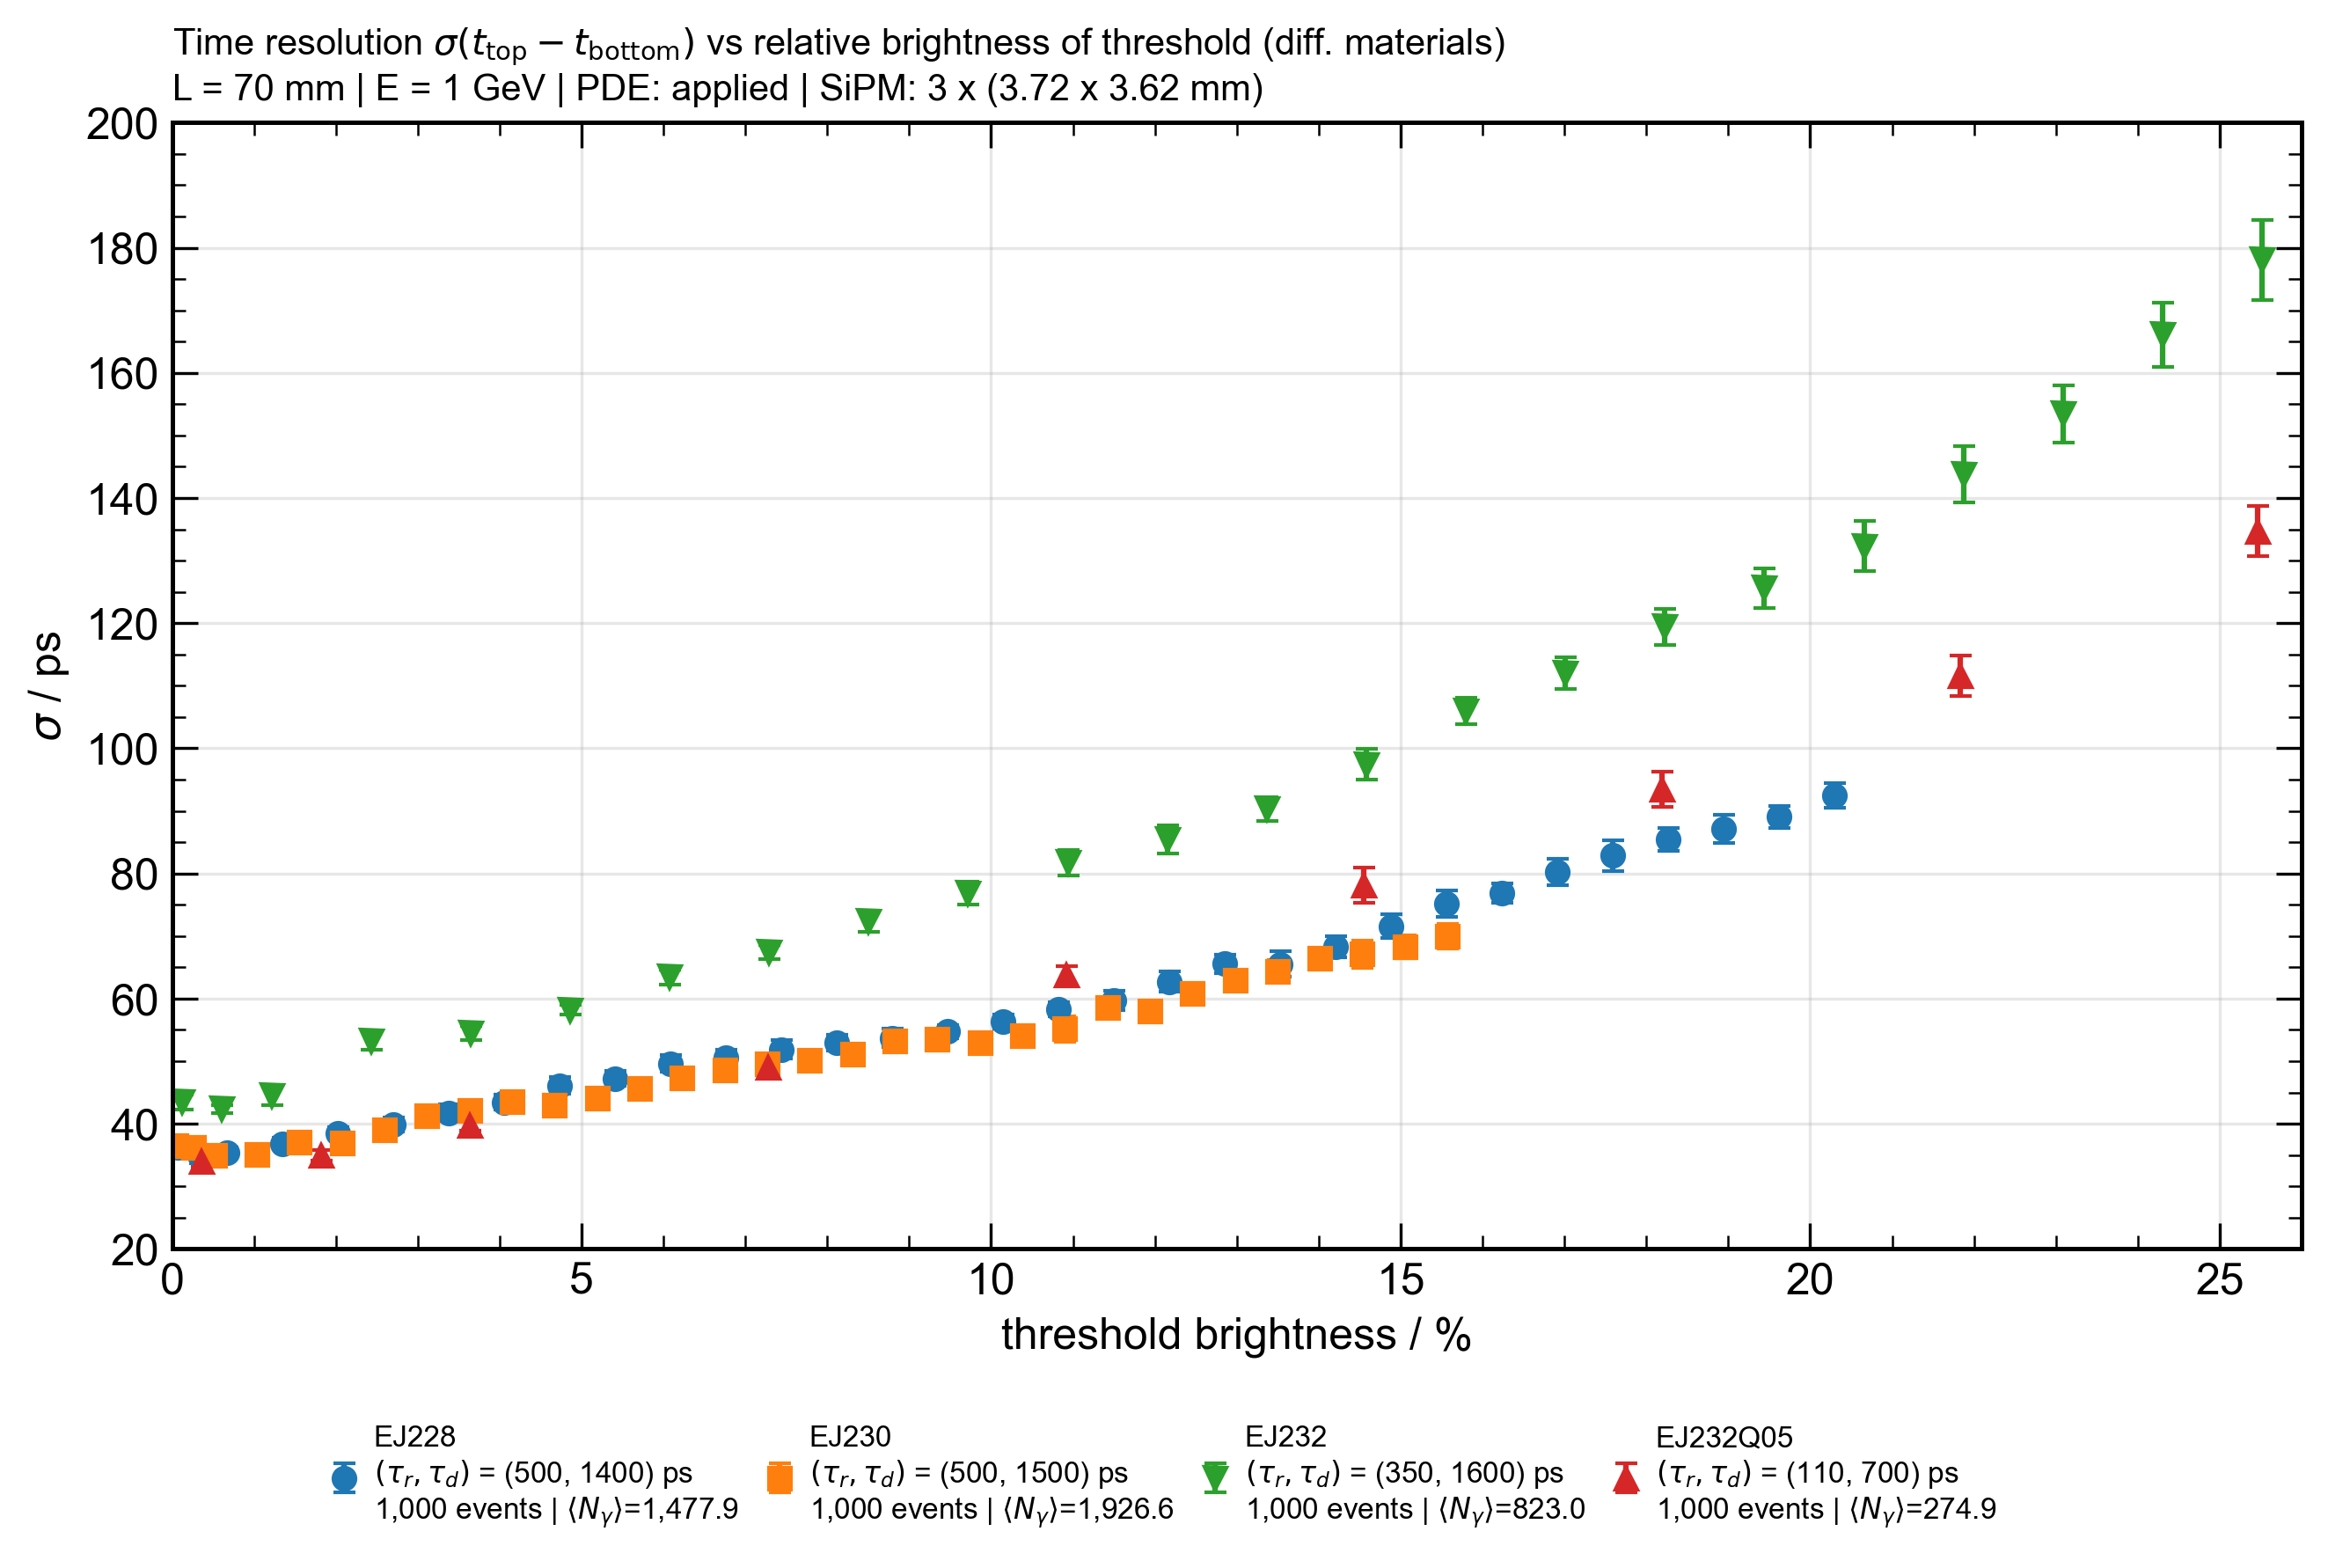 Time resolution σ(t_top − t_bottom) vs relative brightness of threshold (diff. materials)
L = 70 mm | E = 1 GeV | PDE: applied | SiPM: 3 x (3.72 x 3.62 mm)
200
180
160
140
120
100
80
60
40
20
σ / ps
0 5 10 15 20 25
threshold brightness / %
EJ228
(τ_r, τ_d) = (500, 1400) ps
1,000 events | ⟨N_γ⟩=1,477.9
EJ230
(τ_r, τ_d) = (500, 1500) ps
1,000 events | ⟨N_γ⟩=1,926.6
EJ232
(τ_r, τ_d) = (350, 1600) ps
1,000 events | ⟨N_γ⟩=823.0
EJ232Q05
(τ_r, τ_d) = (110, 700) ps
1,000 events | ⟨N_γ⟩=274.9